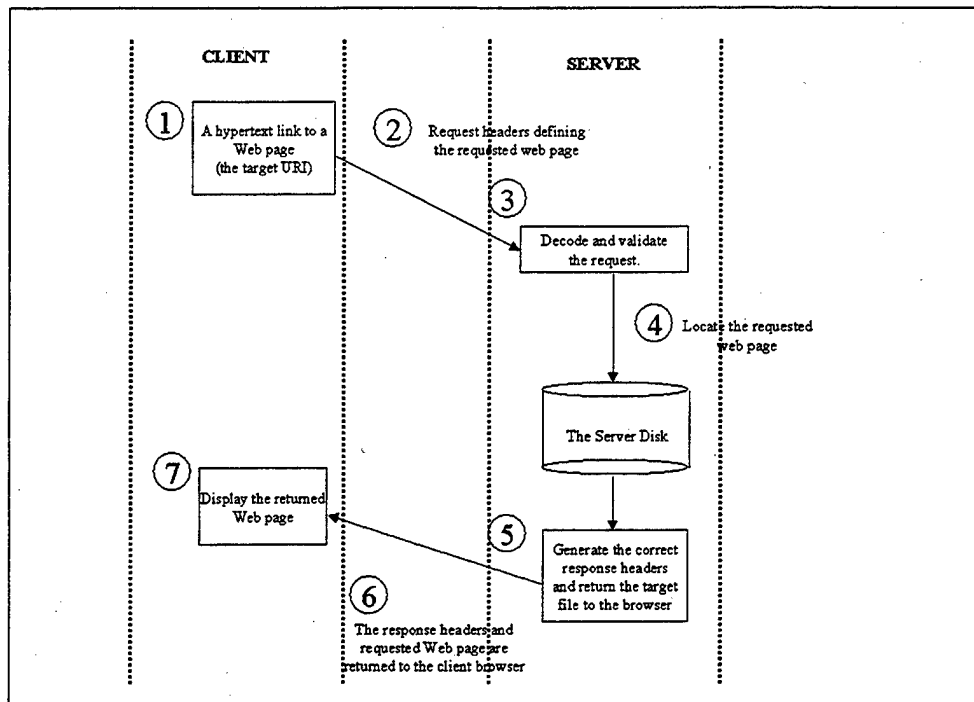 CLIENT
SERVER
1
A hypertext link to a
Web page
(the target URI)
2
Request headers defining
the requested web page
3
Decode and validate
the request.
4
Locate the requested
web page
The Server Disk
7
Display the returned
Web page
5
Generate the correct
response headers
and return the target
file to the browser
6
The response headers and
requested Web page are
returned to the client browser